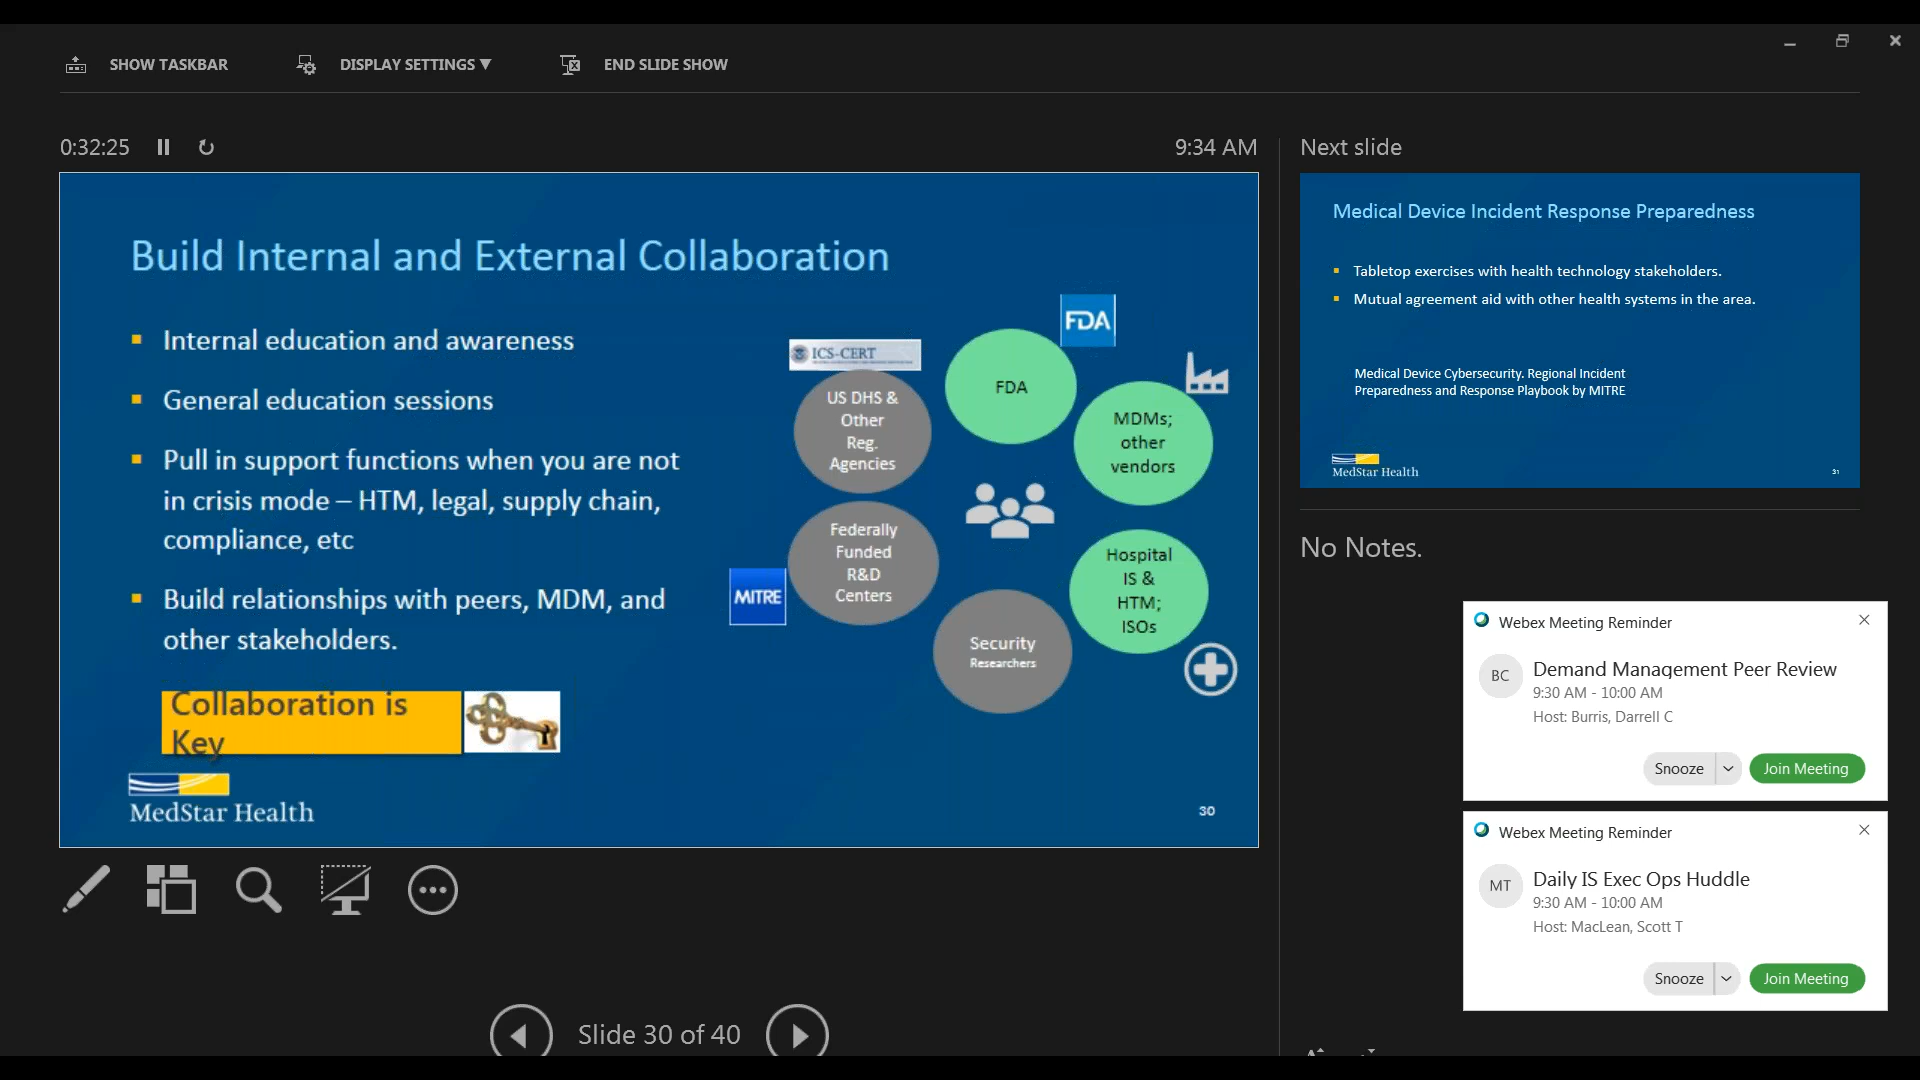 SHOW TASKBAR
DISPLAY SETTINGS ▼
END SLIDE SHOW
0:32:25
9:34 AM
Build Internal and External Collaboration
▪ Internal education and awareness
▪ General education sessions
▪ Pull in support functions when you are not
in crisis mode – HTM, legal, supply chain,
compliance, etc
▪ Build relationships with peers, MDM, and
other stakeholders.
Collaboration is
Key
MedStar Health
ICS-CERT
US DHS &
Other
Reg.
Agencies
FDA
FDA
MDMs;
other
vendors
Federally
Funded
R&D
Centers
MITRE
Hospital
IS &
HTM;
ISOs
Security
Researchers
30
Slide 30 of 40
Next slide
Medical Device Incident Response Preparedness
▪ Tabletop exercises with health technology stakeholders.
▪ Mutual agreement aid with other health systems in the area.
Medical Device Cybersecurity. Regional Incident
Preparedness and Response Playbook by MITRE
MedStar Health
31
No Notes.
Webex Meeting Reminder
BC
Demand Management Peer Review
9:30 AM - 10:00 AM
Host: Burris, Darrell C
Snooze
Join Meeting
Webex Meeting Reminder
MT
Daily IS Exec Ops Huddle
9:30 AM - 10:00 AM
Host: MacLean, Scott T
Snooze
Join Meeting